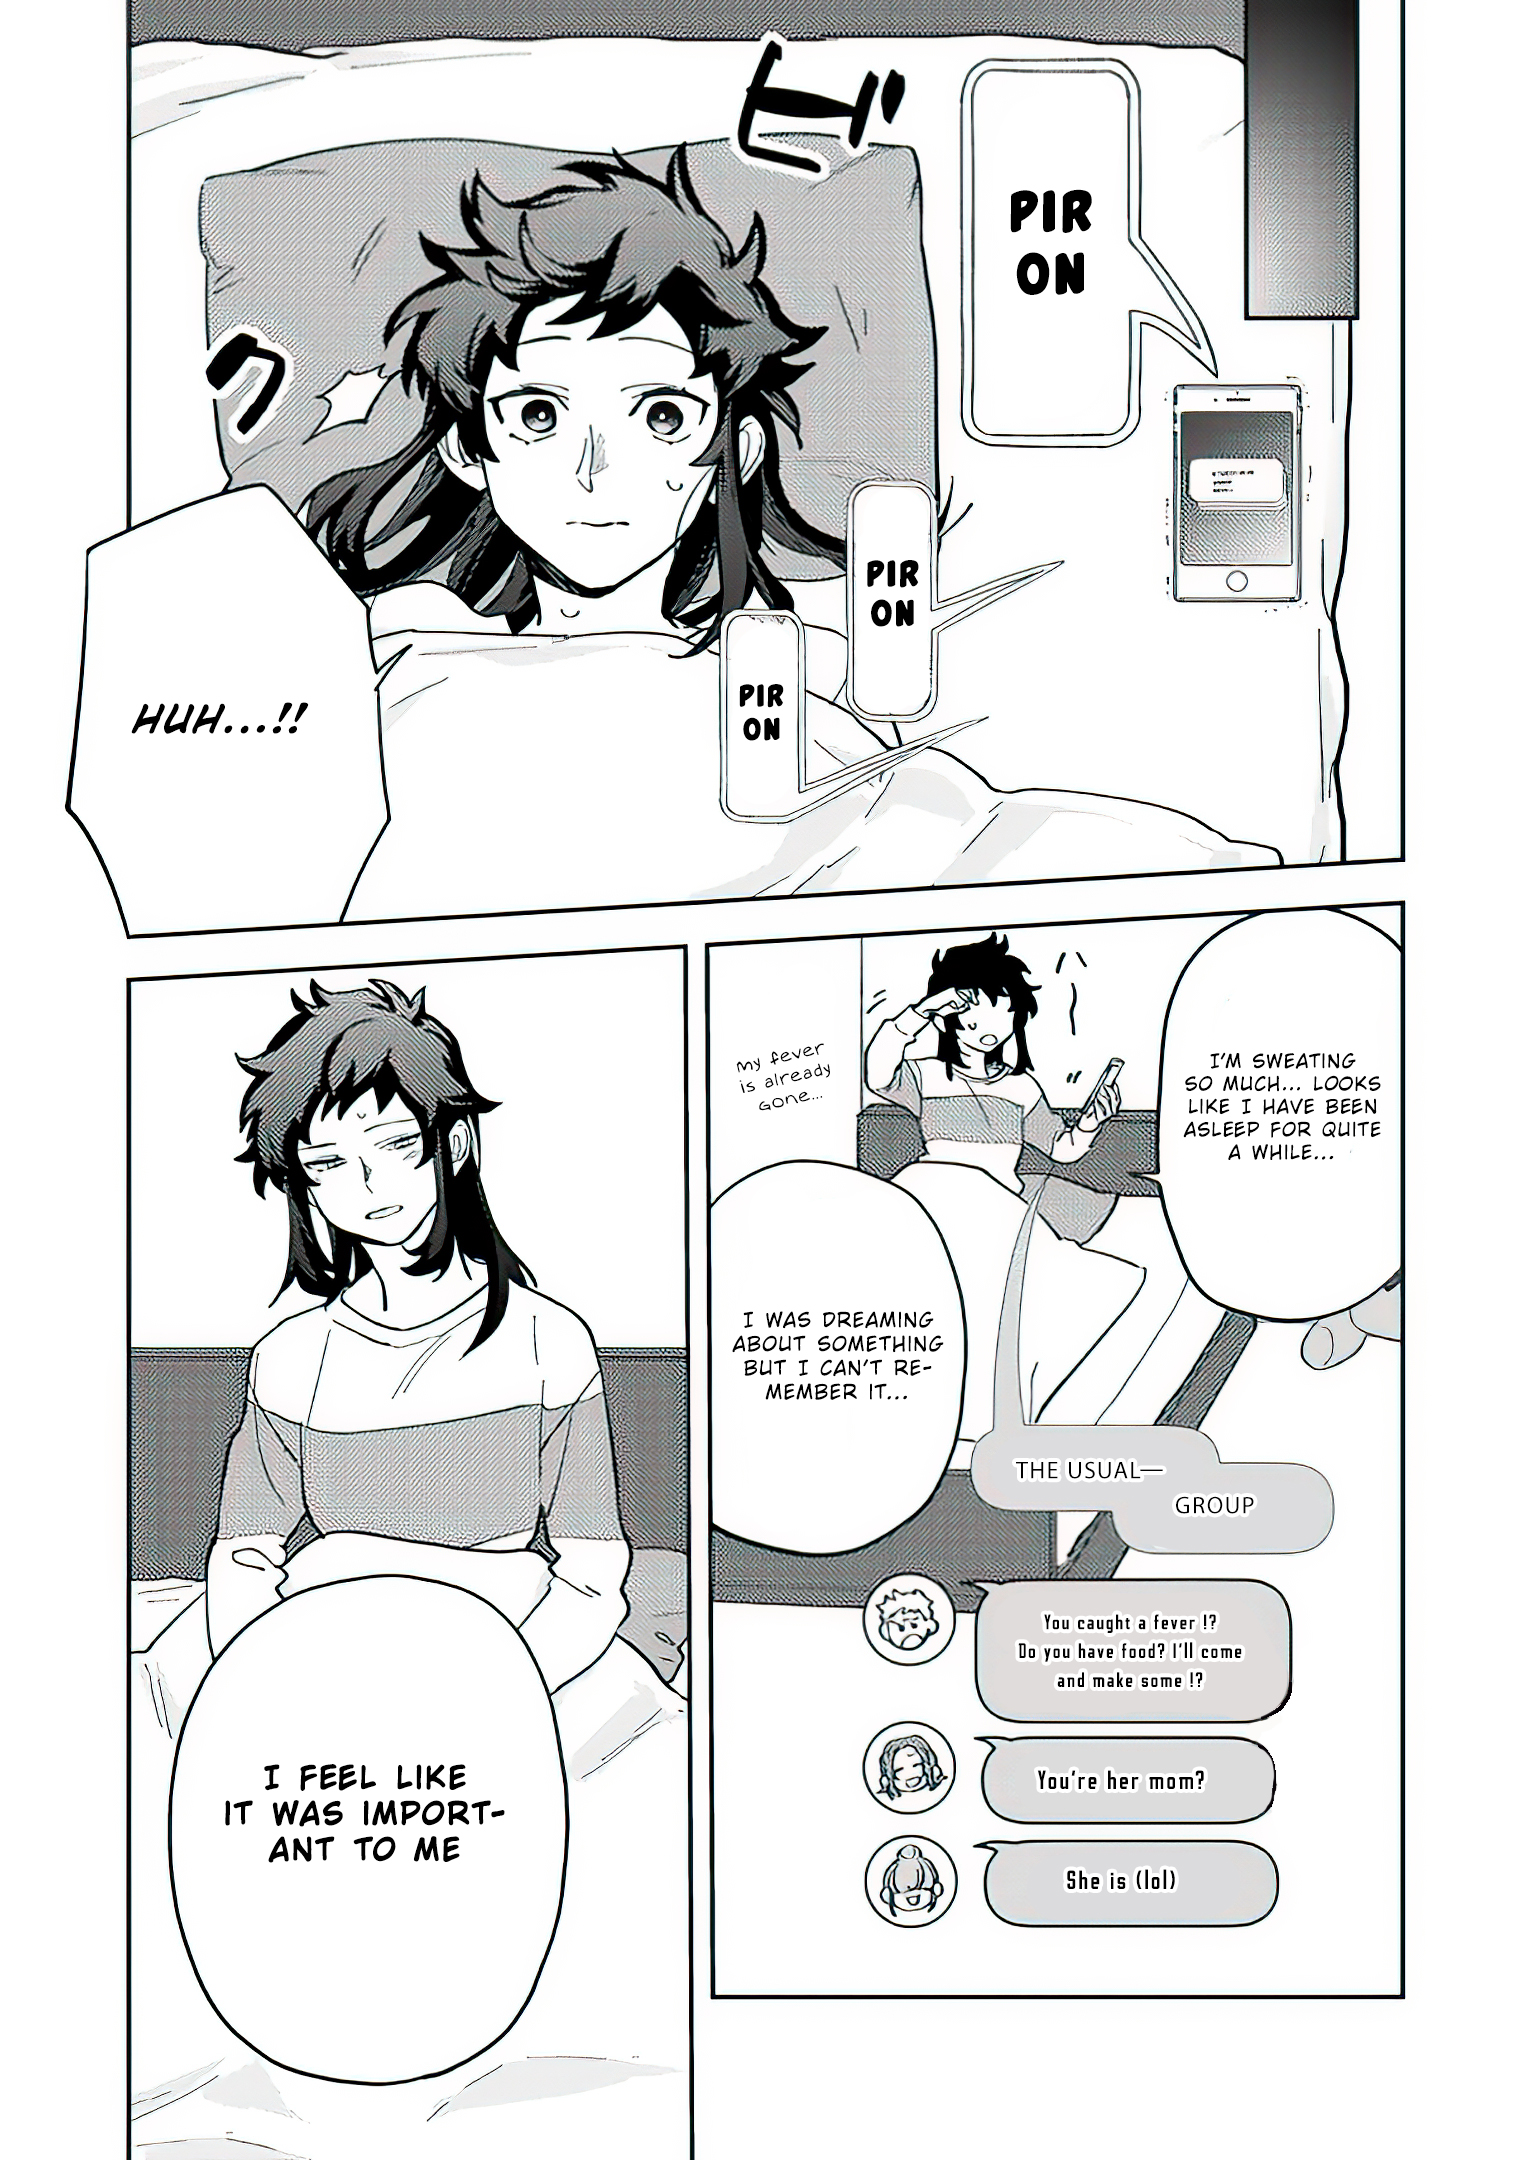 PIR
ON
ビクッ
PIR
ON
PIR
ON
HUH...!!
I'M SWEATING
SO MUCH... LOOKS
LIKE I HAVE BEEN
ASLEEP FOR QUITE
A WHILE...
my fever
is already
gone...
I WAS DREAMING
ABOUT SOMETHING
BUT I CAN'T RE-
MEMBER IT...
THE USUAL—
GROUP
You caught a fever !?
Do you have food? I'll come
and make some !?
You're her mom?
She is (lol)
I FEEL LIKE
IT WAS IMPORT-
ANT TO ME